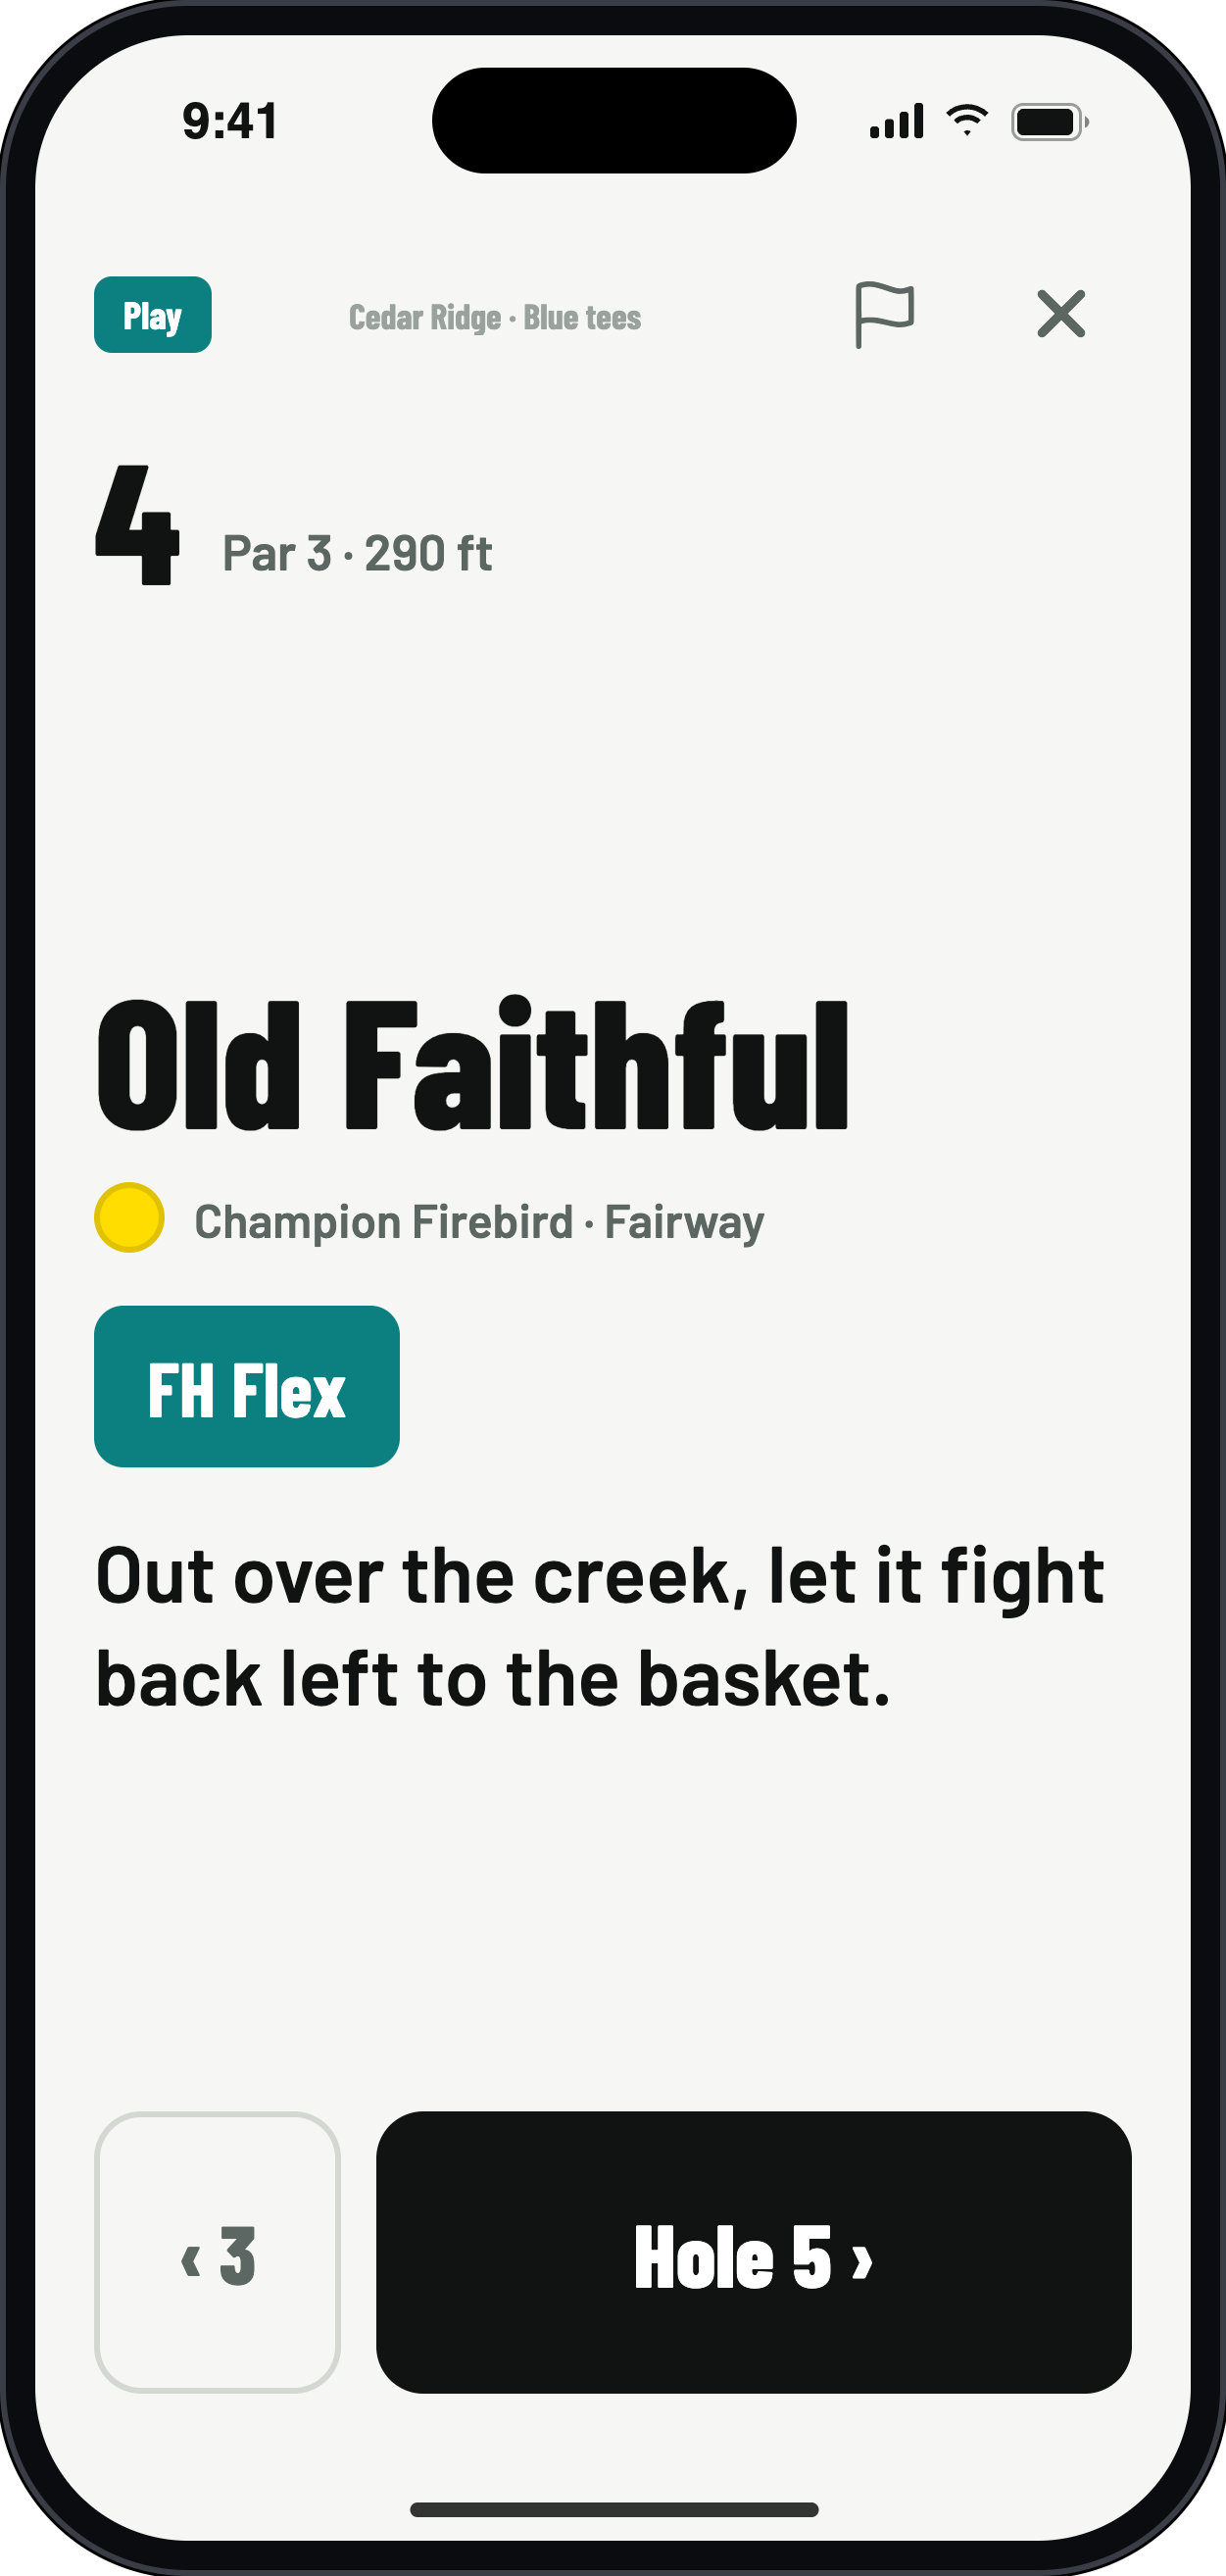 9:41
Play
Cedar Ridge · Blue tees
4
Par 3 · 290 ft
Old Faithful
Champion Firebird · Fairway
FH Flex
Out over the creek, let it fight
back left to the basket.
‹ 3
Hole 5 ›